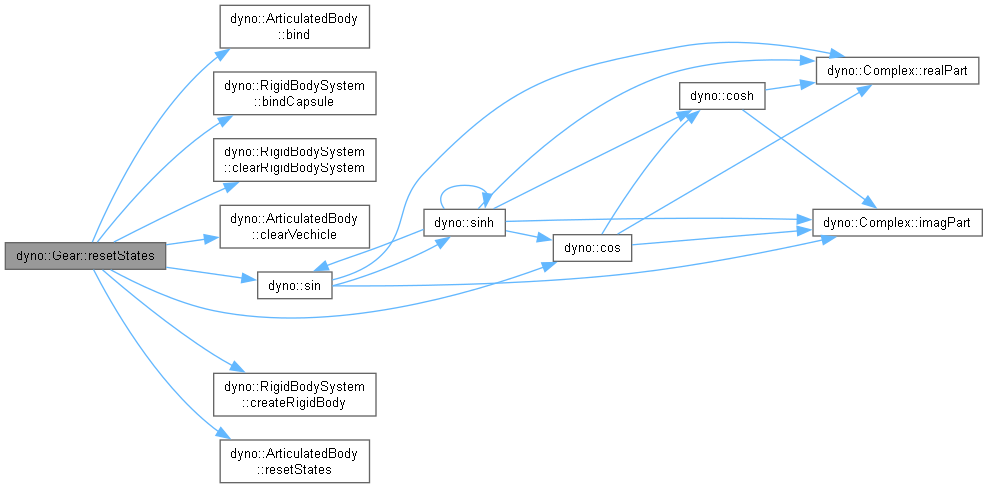 dyno::ArticulatedBody
::bind
dyno::RigidBodySystem
::bindCapsule
dyno::RigidBodySystem
::clearRigidBodySystem
dyno::ArticulatedBody
::clearVechicle
dyno::Gear::resetStates
dyno::sin
dyno::RigidBodySystem
::createRigidBody
dyno::ArticulatedBody
::resetStates
dyno::sinh
dyno::cos
dyno::cosh
dyno::Complex::realPart
dyno::Complex::imagPart